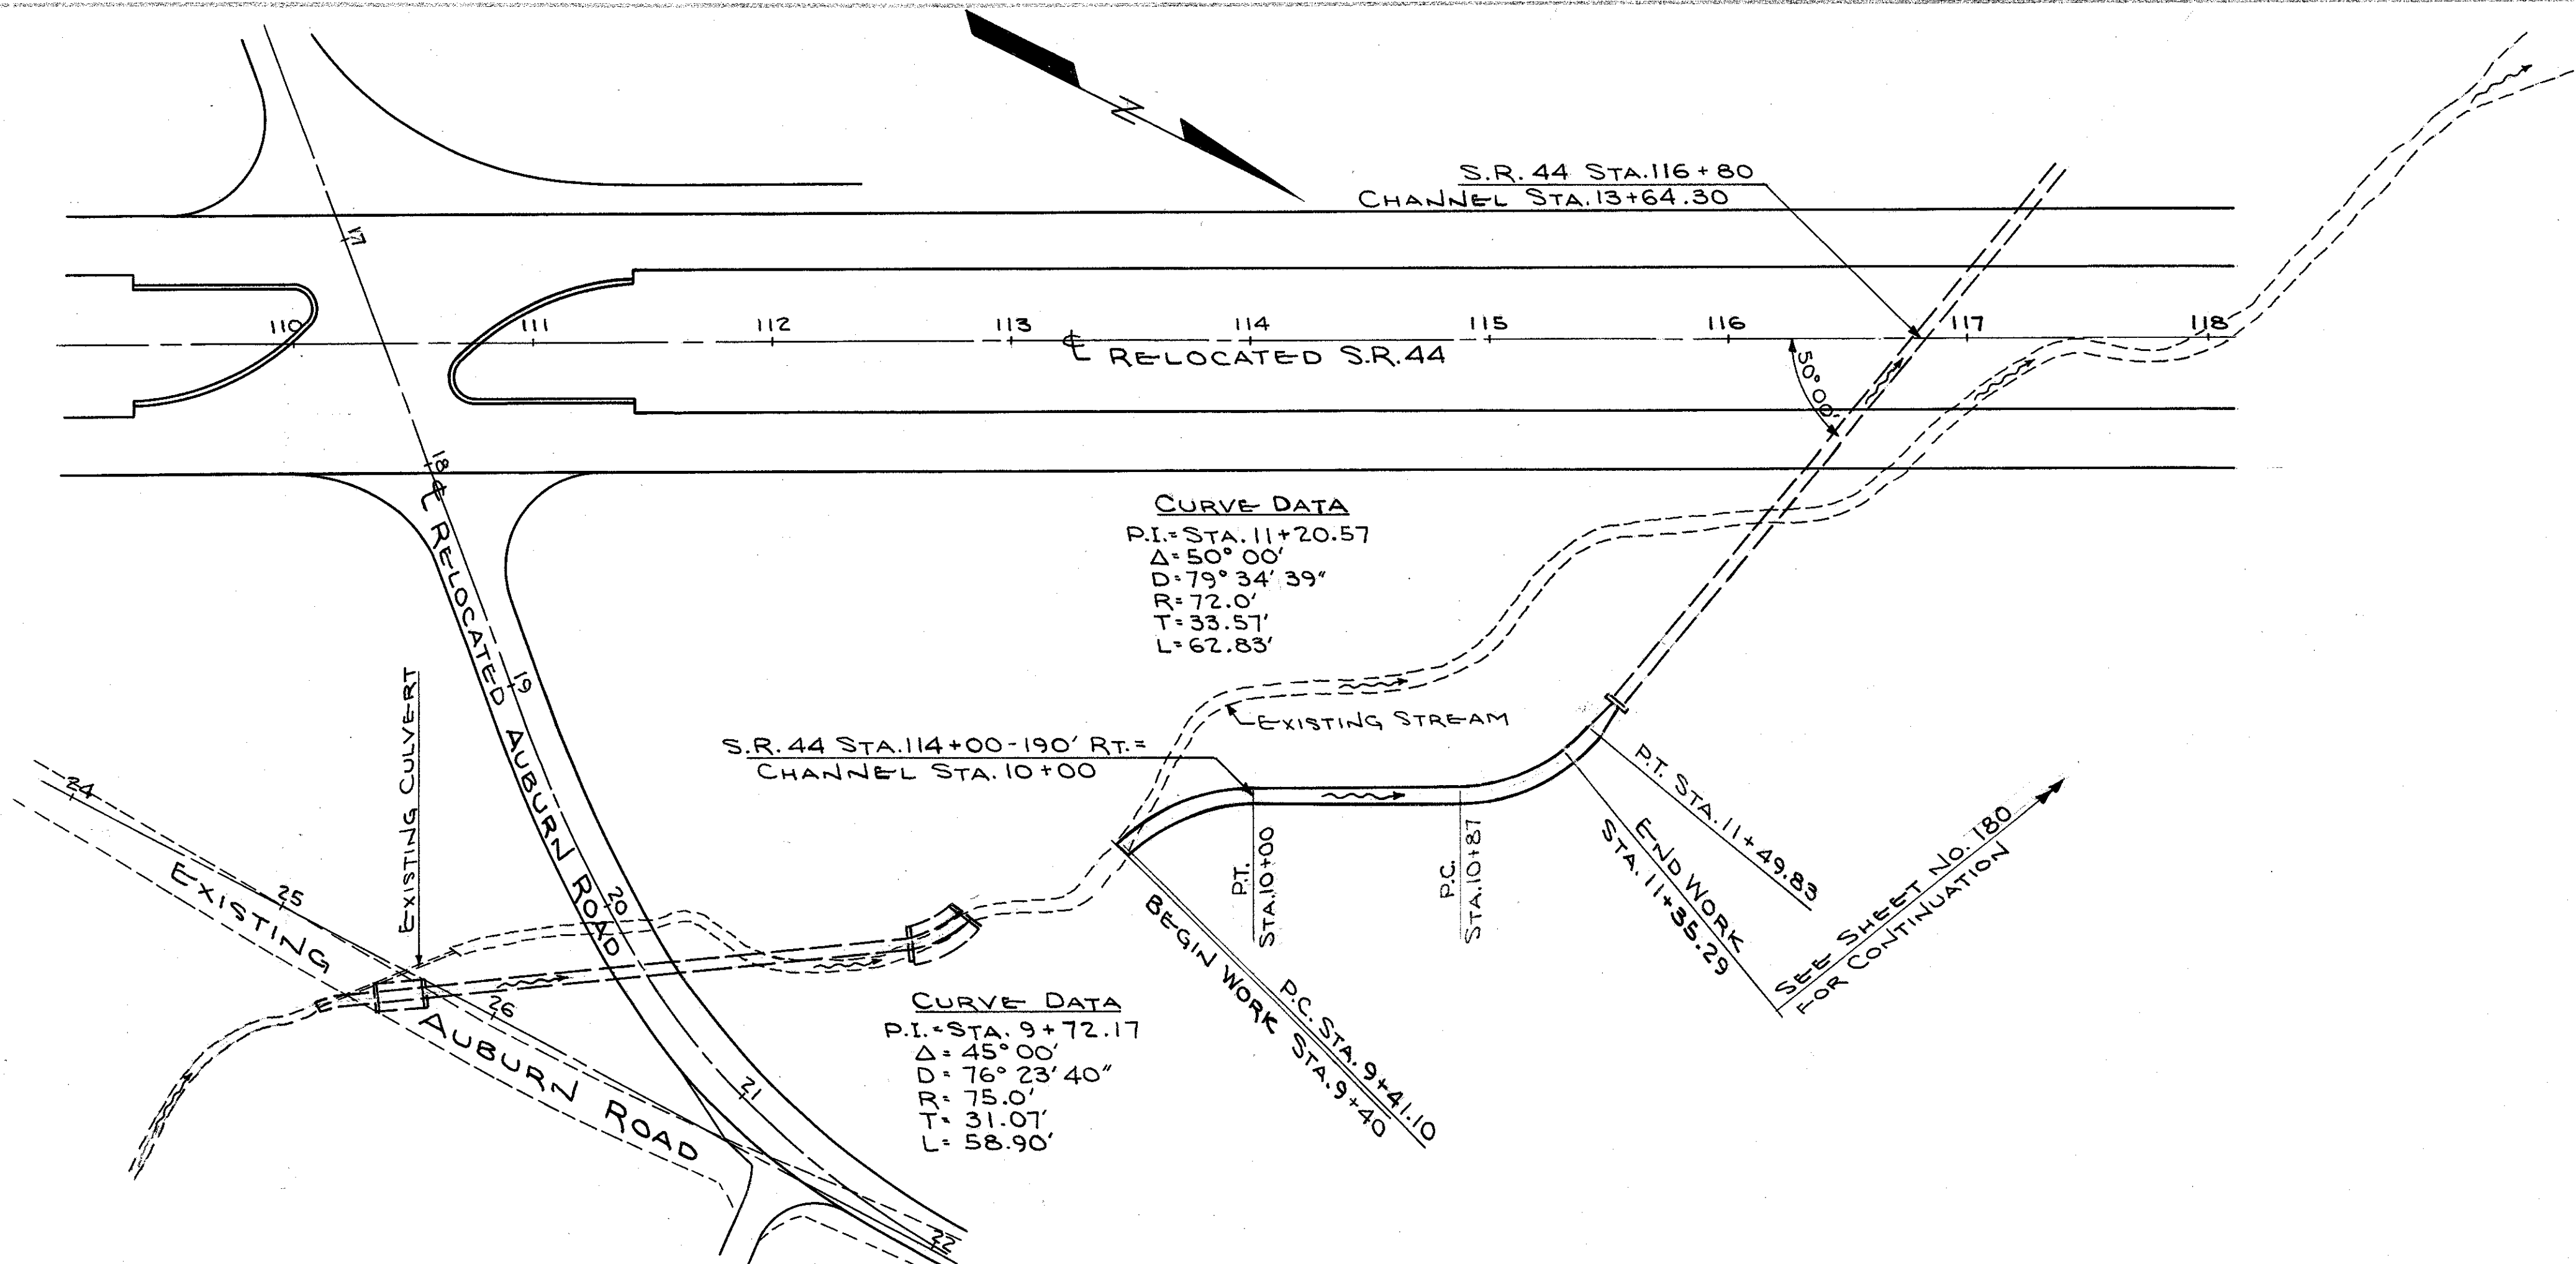 N
S.R. 44 STA. 116+80
CHANNEL STA. 13+64.30
17
110
111
112
113
114
115
116
117
118
℄ RELOCATED S.R. 44
50°00'
18
℄ RELOCATED AUBURN ROAD
19
20
21
22
CURVE DATA
P.I. = STA. 11+20.57
Δ = 50° 00'
D = 79° 34' 39"
R = 72.0'
T = 33.57'
L = 62.83'
EXISTING CULVERT
EXISTING STREAM
S.R. 44 STA. 114+00-190' RT. =
CHANNEL STA. 10+00
P.T.
STA. 10+00
P.C.
STA. 10+87
P.T. STA. 11+49.83
END WORK
STA. 11+35.29
SEE SHEET NO. 180
FOR CONTINUATION
24
25
26
EXISTING
AUBURN ROAD
P.C. STA. 9+41.10
BEGIN WORK STA. 9+40
CURVE DATA
P.I. = STA. 9+72.17
Δ = 45° 00'
D = 76° 23' 40"
R = 75.0'
T = 31.07'
L = 58.90'